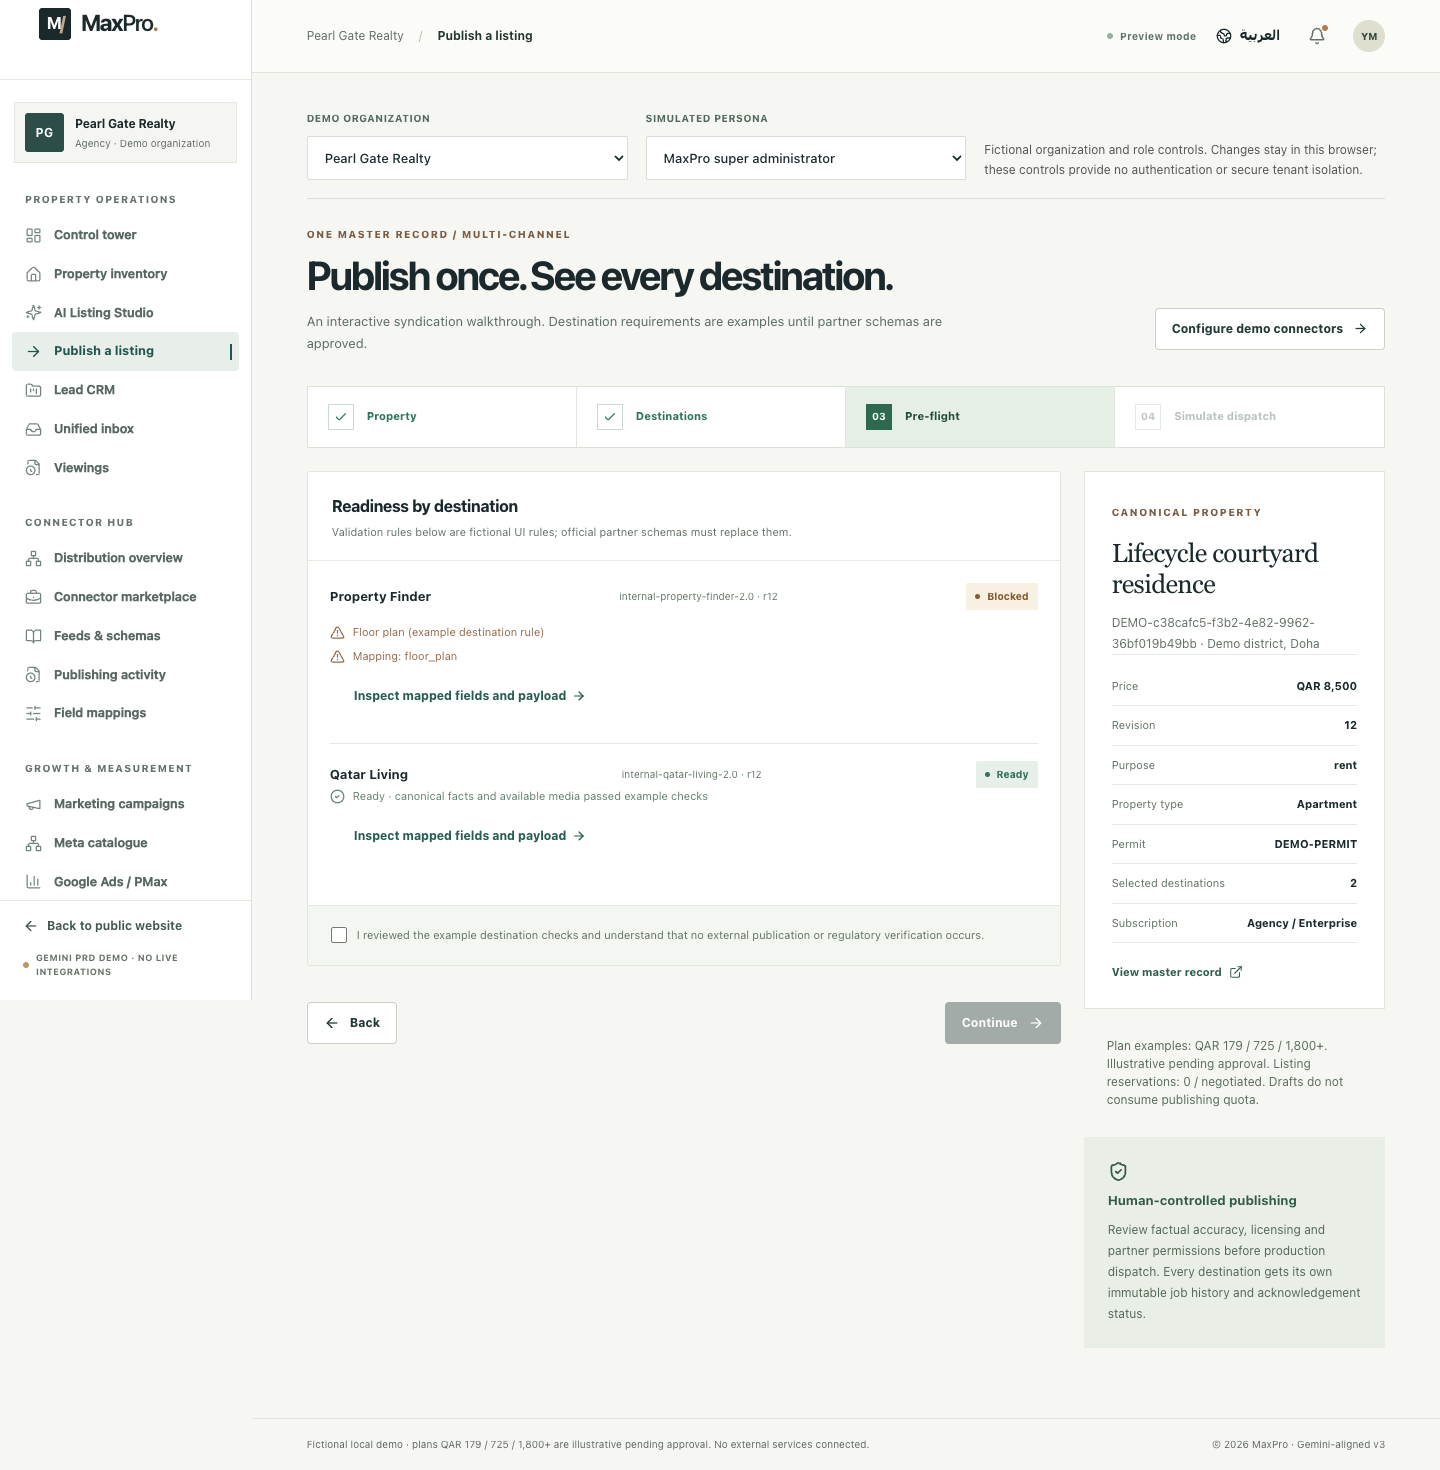 M/ MaxPro.
PG
Pearl Gate Realty
Agency · Demo organization
PROPERTY OPERATIONS
Control tower
Property inventory
AI Listing Studio
Publish a listing
Lead CRM
Unified inbox
Viewings
CONNECTOR HUB
Distribution overview
Connector marketplace
Feeds & schemas
Publishing activity
Field mappings
GROWTH & MEASUREMENT
Marketing campaigns
Meta catalogue
Google Ads / PMax
Back to public website
GEMINI PRD DEMO · NO LIVE
INTEGRATIONS
Pearl Gate Realty / Publish a listing
Preview mode
العربية
YM
DEMO ORGANIZATION
Pearl Gate Realty
SIMULATED PERSONA
MaxPro super administrator
Fictional organization and role controls. Changes stay in this browser;
these controls provide no authentication or secure tenant isolation.
ONE MASTER RECORD / MULTI-CHANNEL
Publish once. See every destination.
An interactive syndication walkthrough. Destination requirements are examples until partner schemas are
approved.
Configure demo connectors
Property
Destinations
03 Pre-flight
04 Simulate dispatch
Readiness by destination
Validation rules below are fictional UI rules; official partner schemas must replace them.
Property Finder internal-property-finder-2.0 · r12 Blocked
Floor plan (example destination rule)
Mapping: floor_plan
Inspect mapped fields and payload
Qatar Living internal-qatar-living-2.0 · r12 Ready
Ready · canonical facts and available media passed example checks
Inspect mapped fields and payload
I reviewed the example destination checks and understand that no external publication or regulatory verification occurs.
Back
Continue
CANONICAL PROPERTY
Lifecycle courtyard
residence
DEMO-c38cafc5-f3b2-4e82-9962-
36bf019b49bb · Demo district, Doha
Price QAR 8,500
Revision 12
Purpose rent
Property type Apartment
Permit DEMO-PERMIT
Selected destinations 2
Subscription Agency / Enterprise
View master record
Plan examples: QAR 179 / 725 / 1,800+.
Illustrative pending approval. Listing
reservations: 0 / negotiated. Drafts do not
consume publishing quota.
Human-controlled publishing
Review factual accuracy, licensing and
partner permissions before production
dispatch. Every destination gets its own
immutable job history and acknowledgement
status.
Fictional local demo · plans QAR 179 / 725 / 1,800+ are illustrative pending approval. No external services connected.
© 2026 MaxPro · Gemini-aligned v3